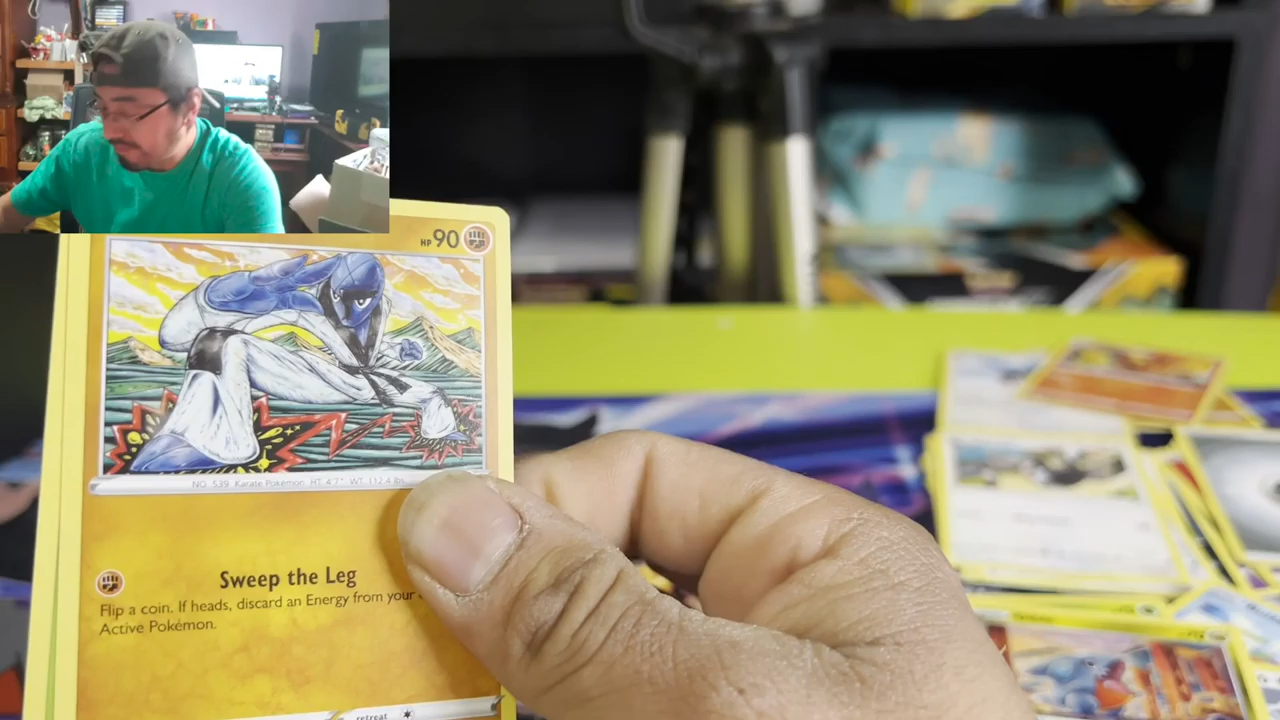 HP 90
NO. 539 Karate Pokémon HT: 4'7" WT: 112.4 lbs.
Sweep the Leg
Flip a coin. If heads, discard an Energy from your
Active Pokémon.
retreat